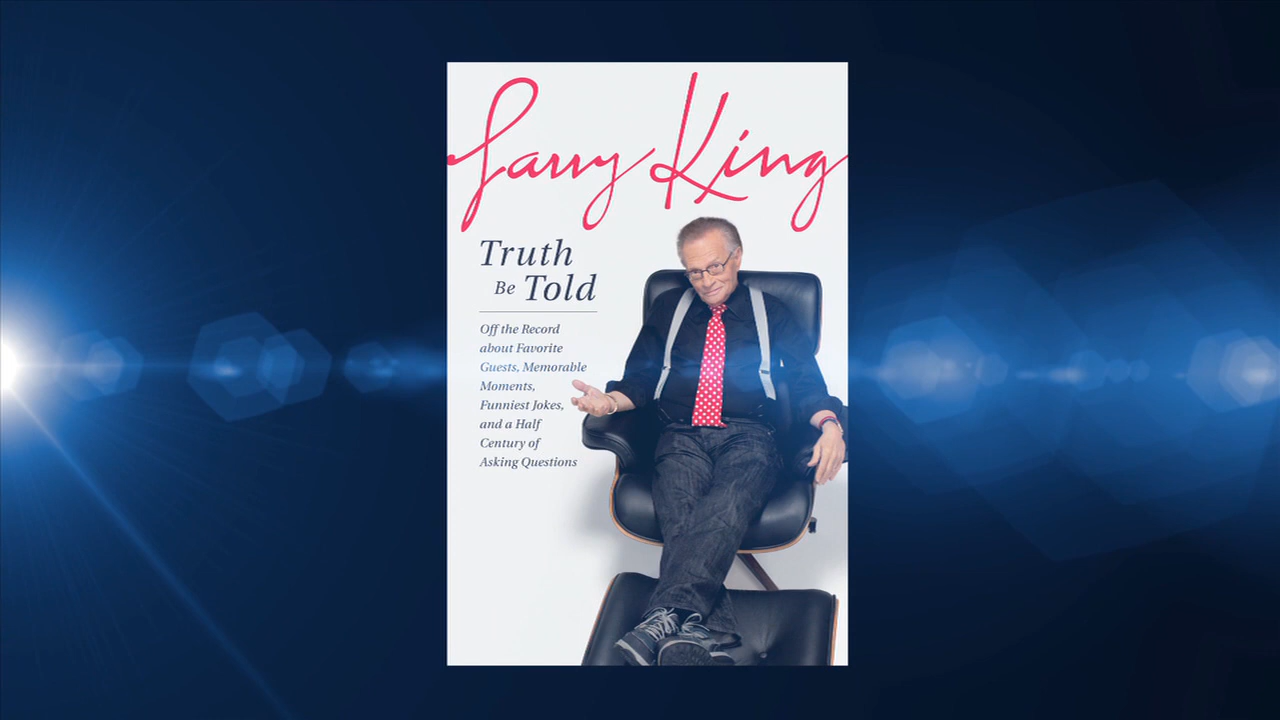 Larry King
Truth
Be Told
Off the Record
about Favorite
Guests, Memorable
Moments,
Funniest Jokes,
and a Half
Century of
Asking Questions